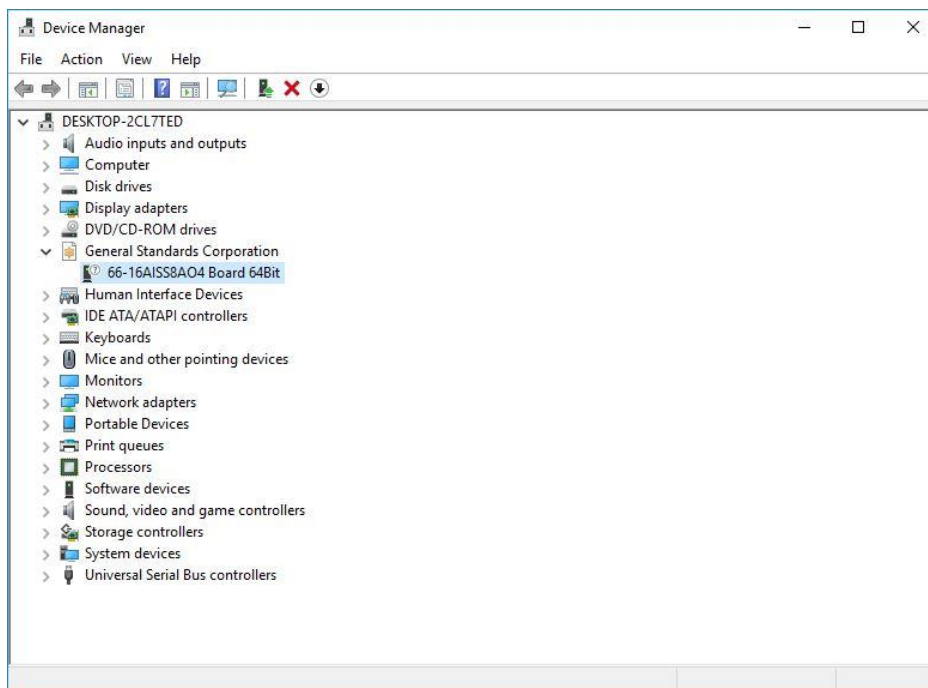 Device Manager
File Action View Help
DESKTOP-2CL7TED
Audio inputs and outputs
Computer
Disk drives
Display adapters
DVD/CD-ROM drives
General Standards Corporation
66-16AISS8AO4 Board 64Bit
Human Interface Devices
IDE ATA/ATAPI controllers
Keyboards
Mice and other pointing devices
Monitors
Network adapters
Portable Devices
Print queues
Processors
Software devices
Sound, video and game controllers
Storage controllers
System devices
Universal Serial Bus controllers